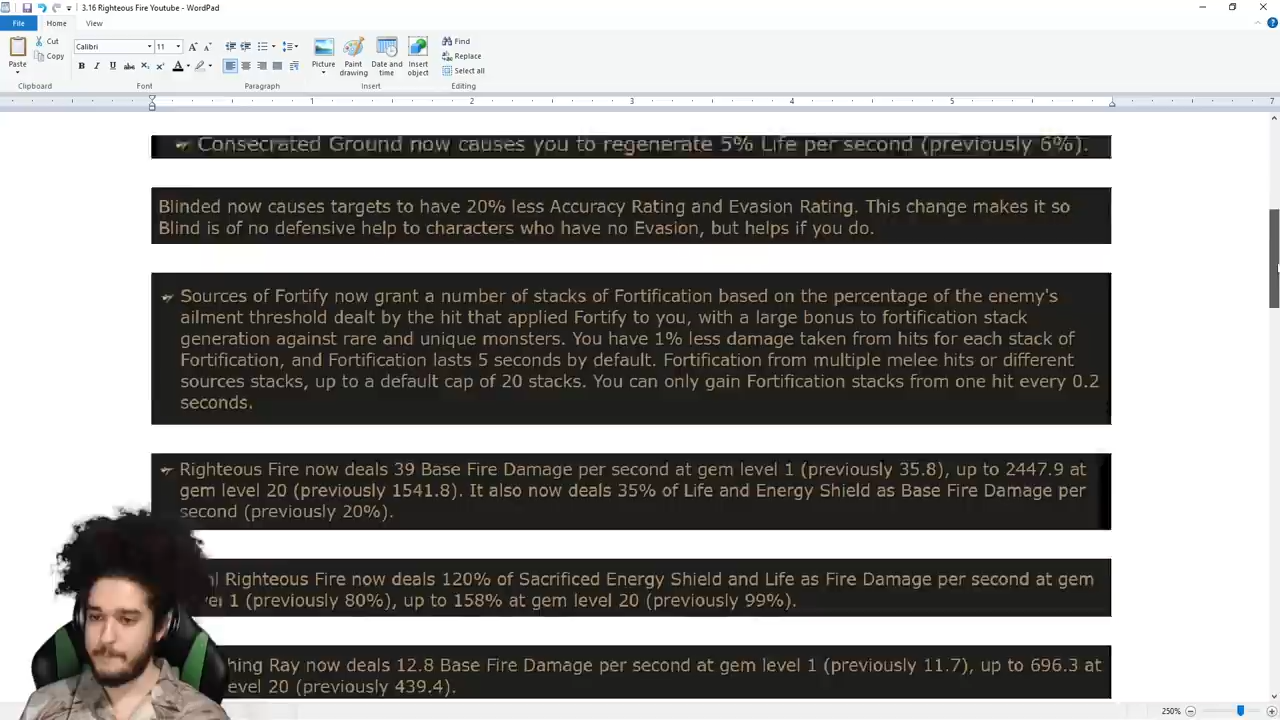 3.16 Righteous Fire Youtube - WordPad
File
Home
View
Paste
Cut
Copy
Clipboard
Calibri
11
Font
Paragraph
Picture
Paint drawing
Date and time
Insert object
Insert
Find
Replace
Select all
Editing
1 2 3 4 5 7
Consecrated Ground now causes you to regenerate 5% Life per second (previously 6%).
Blinded now causes targets to have 20% less Accuracy Rating and Evasion Rating. This change makes it so
Blind is of no defensive help to characters who have no Evasion, but helps if you do.
Sources of Fortify now grant a number of stacks of Fortification based on the percentage of the enemy's
ailment threshold dealt by the hit that applied Fortify to you, with a large bonus to fortification stack
generation against rare and unique monsters. You have 1% less damage taken from hits for each stack of
Fortification, and Fortification lasts 5 seconds by default. Fortification from multiple melee hits or different
sources stacks, up to a default cap of 20 stacks. You can only gain Fortification stacks from one hit every 0.2
seconds.
Righteous Fire now deals 39 Base Fire Damage per second at gem level 1 (previously 35.8), up to 2447.9 at
gem level 20 (previously 1541.8). It also now deals 35% of Life and Energy Shield as Base Fire Damage per
second (previously 20%).
Righteous Fire now deals 120% of Sacrificed Energy Shield and Life as Fire Damage per second at gem
1 (previously 80%), up to 158% at gem level 20 (previously 99%).
Ray now deals 12.8 Base Fire Damage per second at gem level 1 (previously 11.7), up to 696.3 at
level 20 (previously 439.4).
250%